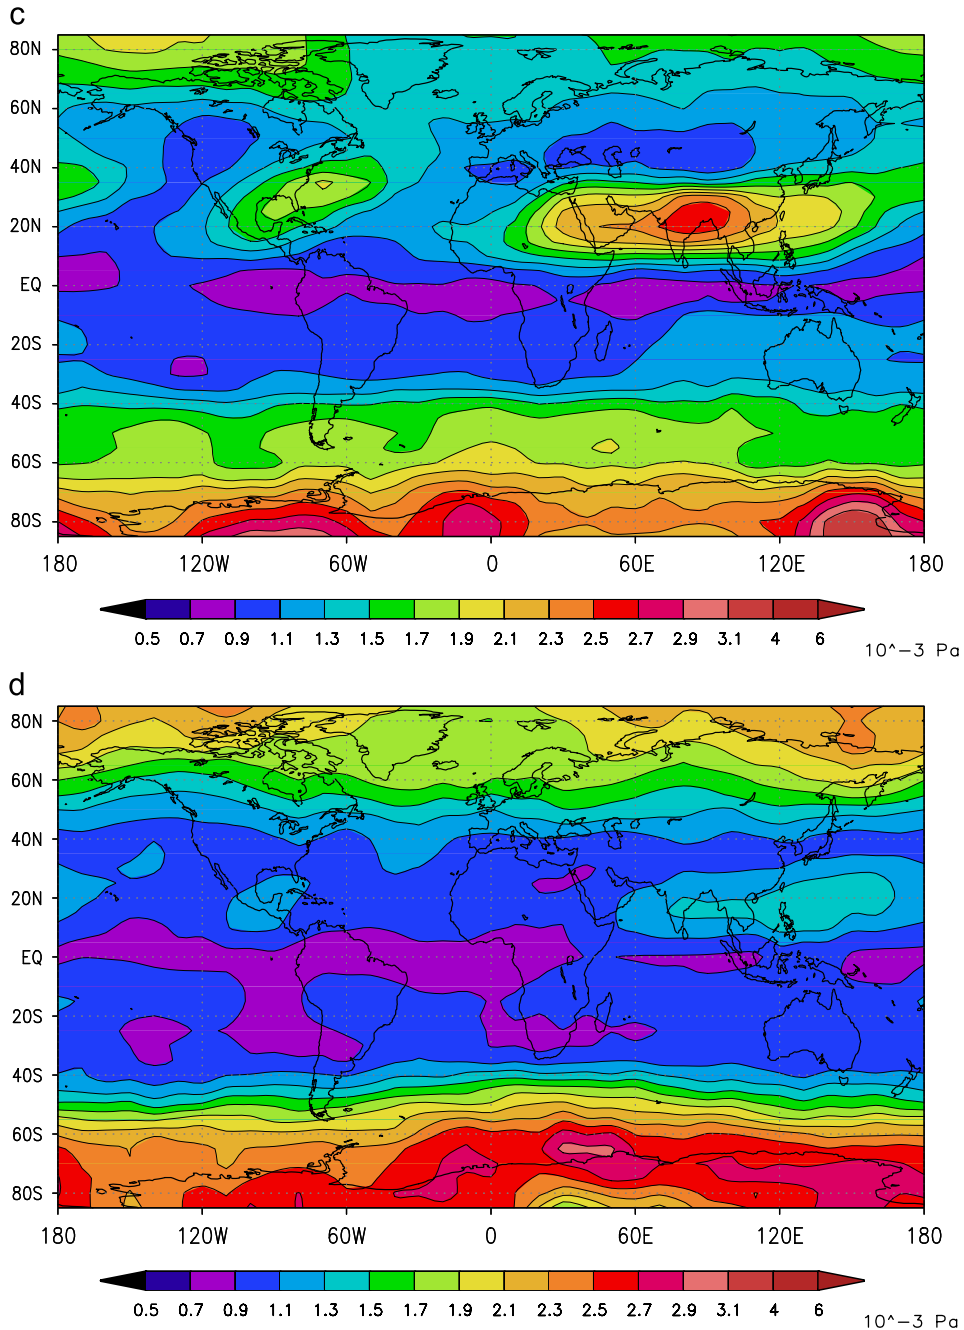 c
80N
60N
40N
20N
EQ
20S
40S
60S
80S
180 120W 60W 0 60E 120E 180
0.5 0.7 0.9 1.1 1.3 1.5 1.7 1.9 2.1 2.3 2.5 2.7 2.9 3.1 4 6
10^-3 Pa
d
80N
60N
40N
20N
EQ
20S
40S
60S
80S
180 120W 60W 0 60E 120E 180
0.5 0.7 0.9 1.1 1.3 1.5 1.7 1.9 2.1 2.3 2.5 2.7 2.9 3.1 4 6
10^-3 Pa